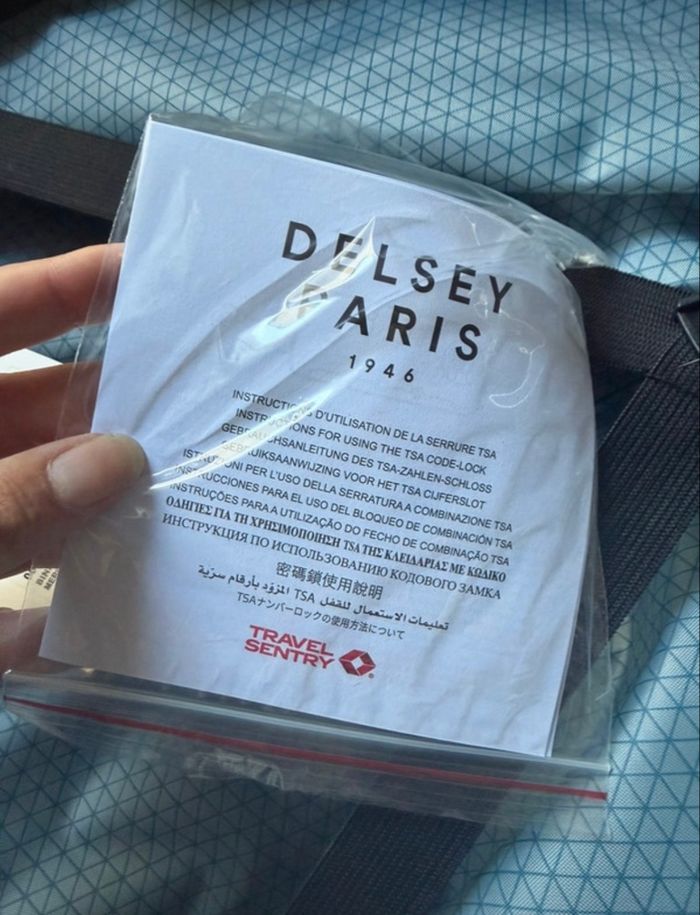 DELSEY
PARIS
1946
INSTRUCTIONS D'UTILISATION DE LA SERRURE TSA
INSTRUCTIONS FOR USING THE TSA CODE-LOCK
GEBRAUCHSANLEITUNG DES TSA-ZAHLEN-SCHLOSS
GEBRUIKSAANWIJZING VOOR HET TSA CIJFERSLOT
ISTRUZIONI PER L'USO DELLA SERRATURA A COMBINAZIONE TSA
INSTRUCCIONES PARA EL USO DEL BLOQUEO DE COMBINACIÓN TSA
INSTRUÇÕES PARA A UTILIZAÇÃO DO FECHO DE COMBINAÇÃO TSA
ΟΔΗΓΙΕΣ ΓΙΑ ΤΗ ΧΡΗΣΙΜΟΠΟΙΗΣΗ TSA ΤΗΣ ΚΛΕΙΔΑΡΙΑΣ ΜΕ ΚΩΔΙΚΟ
ИНСТРУКЦИЯ ПО ИСПОЛЬЗОВАНИЮ КОДОВОГО ЗАМКА
密碼鎖使用說明
تعليمات الاستعمال للقفل TSA المزوّد بأرقام سرّية
TSAナンバーロックの使用方法について
TRAVEL
SENTRY